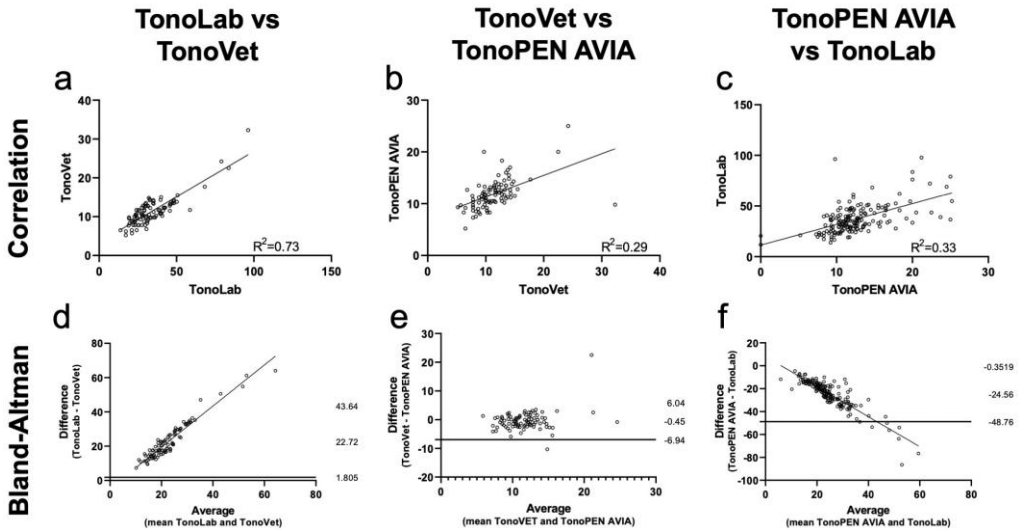 TonoLab vs
TonoVet
TonoVet vs
TonoPEN AVIA
TonoPEN AVIA
vs TonoLab
Correlation
a
TonoVet
40
30
20
10
0
0
50
100
150
R²=0.73
TonoLab
b
TonoPEN AVIA
30
20
10
0
0
10
20
30
40
R²=0.29
TonoVet
c
TonoLab
150
100
50
0
0
10
20
30
R²=0.33
TonoPEN AVIA
Bland-Altman
d
Difference
(TonoLab - TonoVet)
80
60
40
20
0
0
20
40
60
80
43.64
22.72
1.805
Average
(mean TonoLab and TonoVet)
e
Difference
(TonoVet - TonoPEN AVIA)
30
20
10
0
-10
-20
0
5
10
15
20
25
30
6.04
-0.45
-6.94
Average
(mean TonoVET and TonoPEN AVIA)
f
Difference
(TonoPEN AVIA - TonoLab)
20
0
-20
-40
-60
-80
-100
0
20
40
60
80
-0.3519
-24.56
-48.76
Average
(mean TonoPEN AVIA and TonoLab)